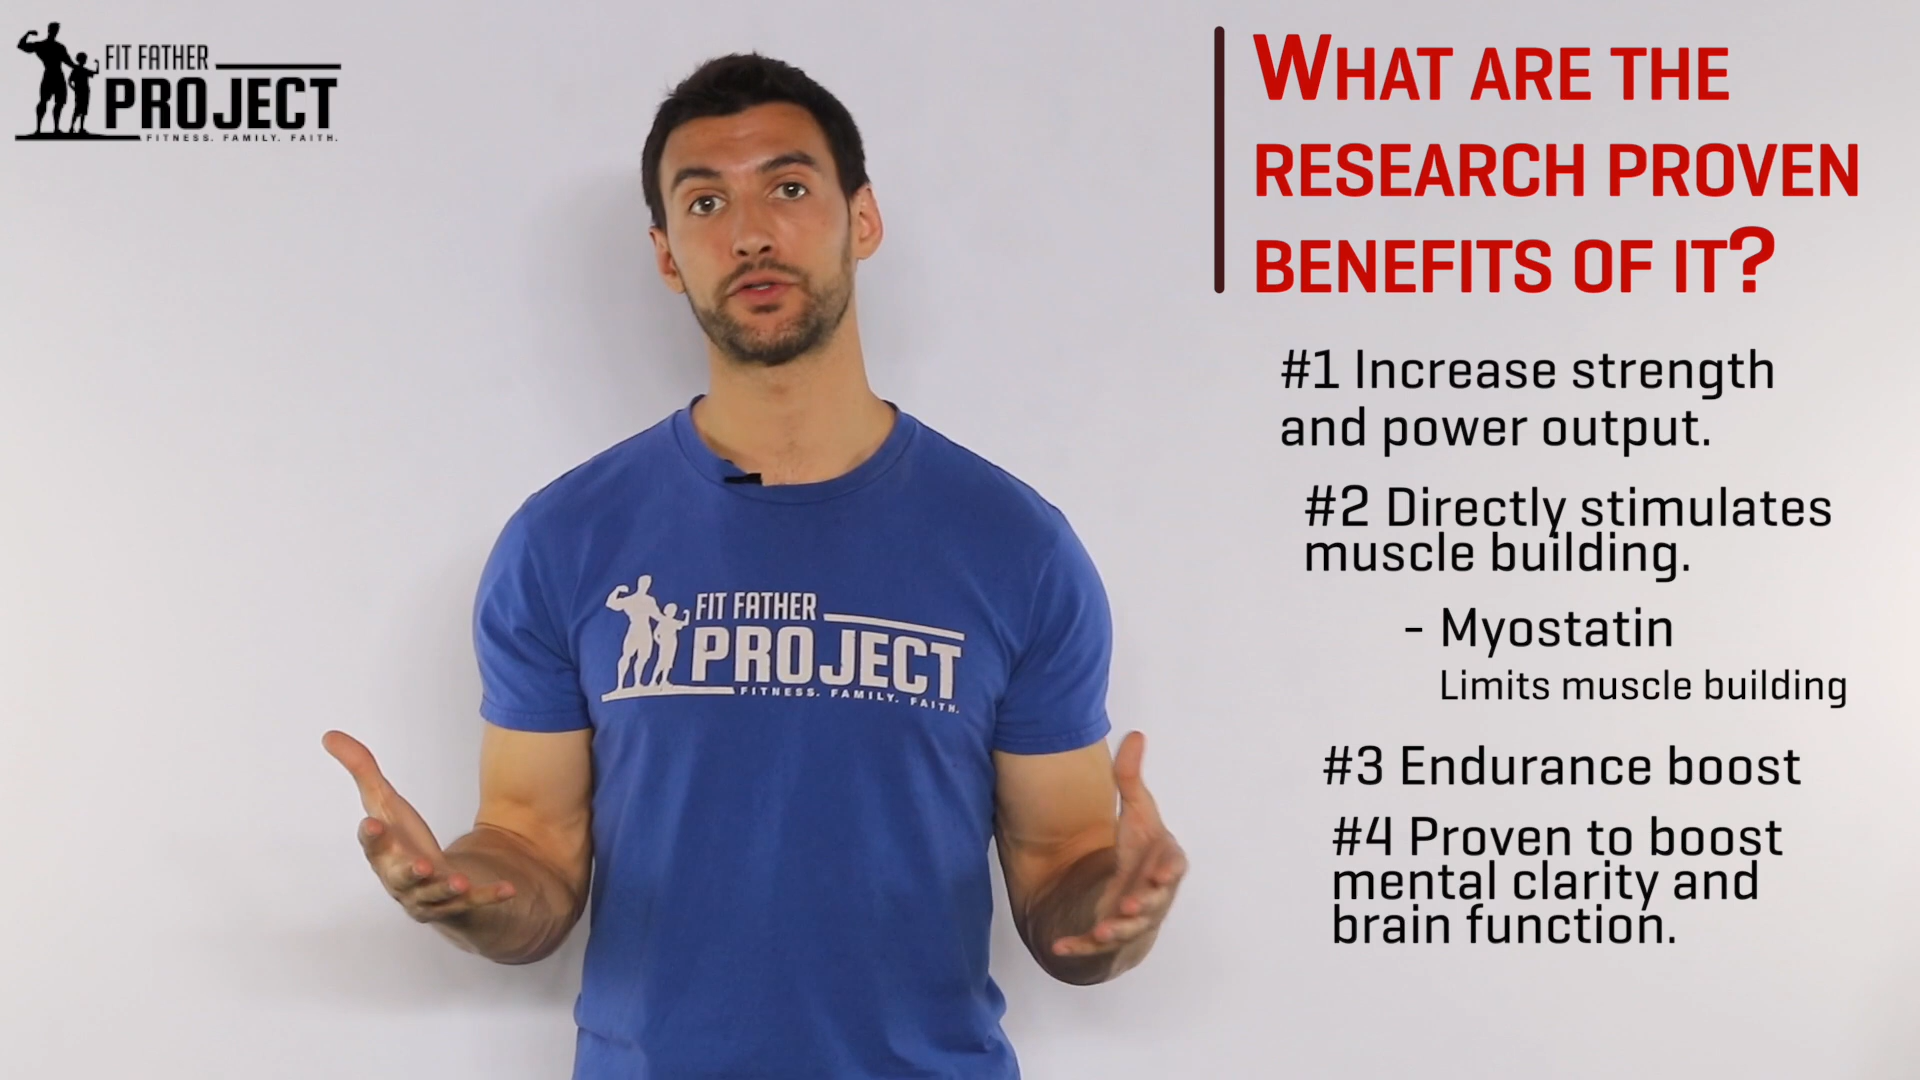 FIT FATHER
PROJECT
FITNESS. FAMILY. FAITH.
WHAT ARE THE
RESEARCH PROVEN
BENEFITS OF IT?
#1 Increase strength
and power output.
#2 Directly stimulates
muscle building.
- Myostatin
Limits muscle building
#3 Endurance boost
#4 Proven to boost
mental clarity and
brain function.
FIT FATHER
PROJECT
FITNESS. FAMILY. FAITH.